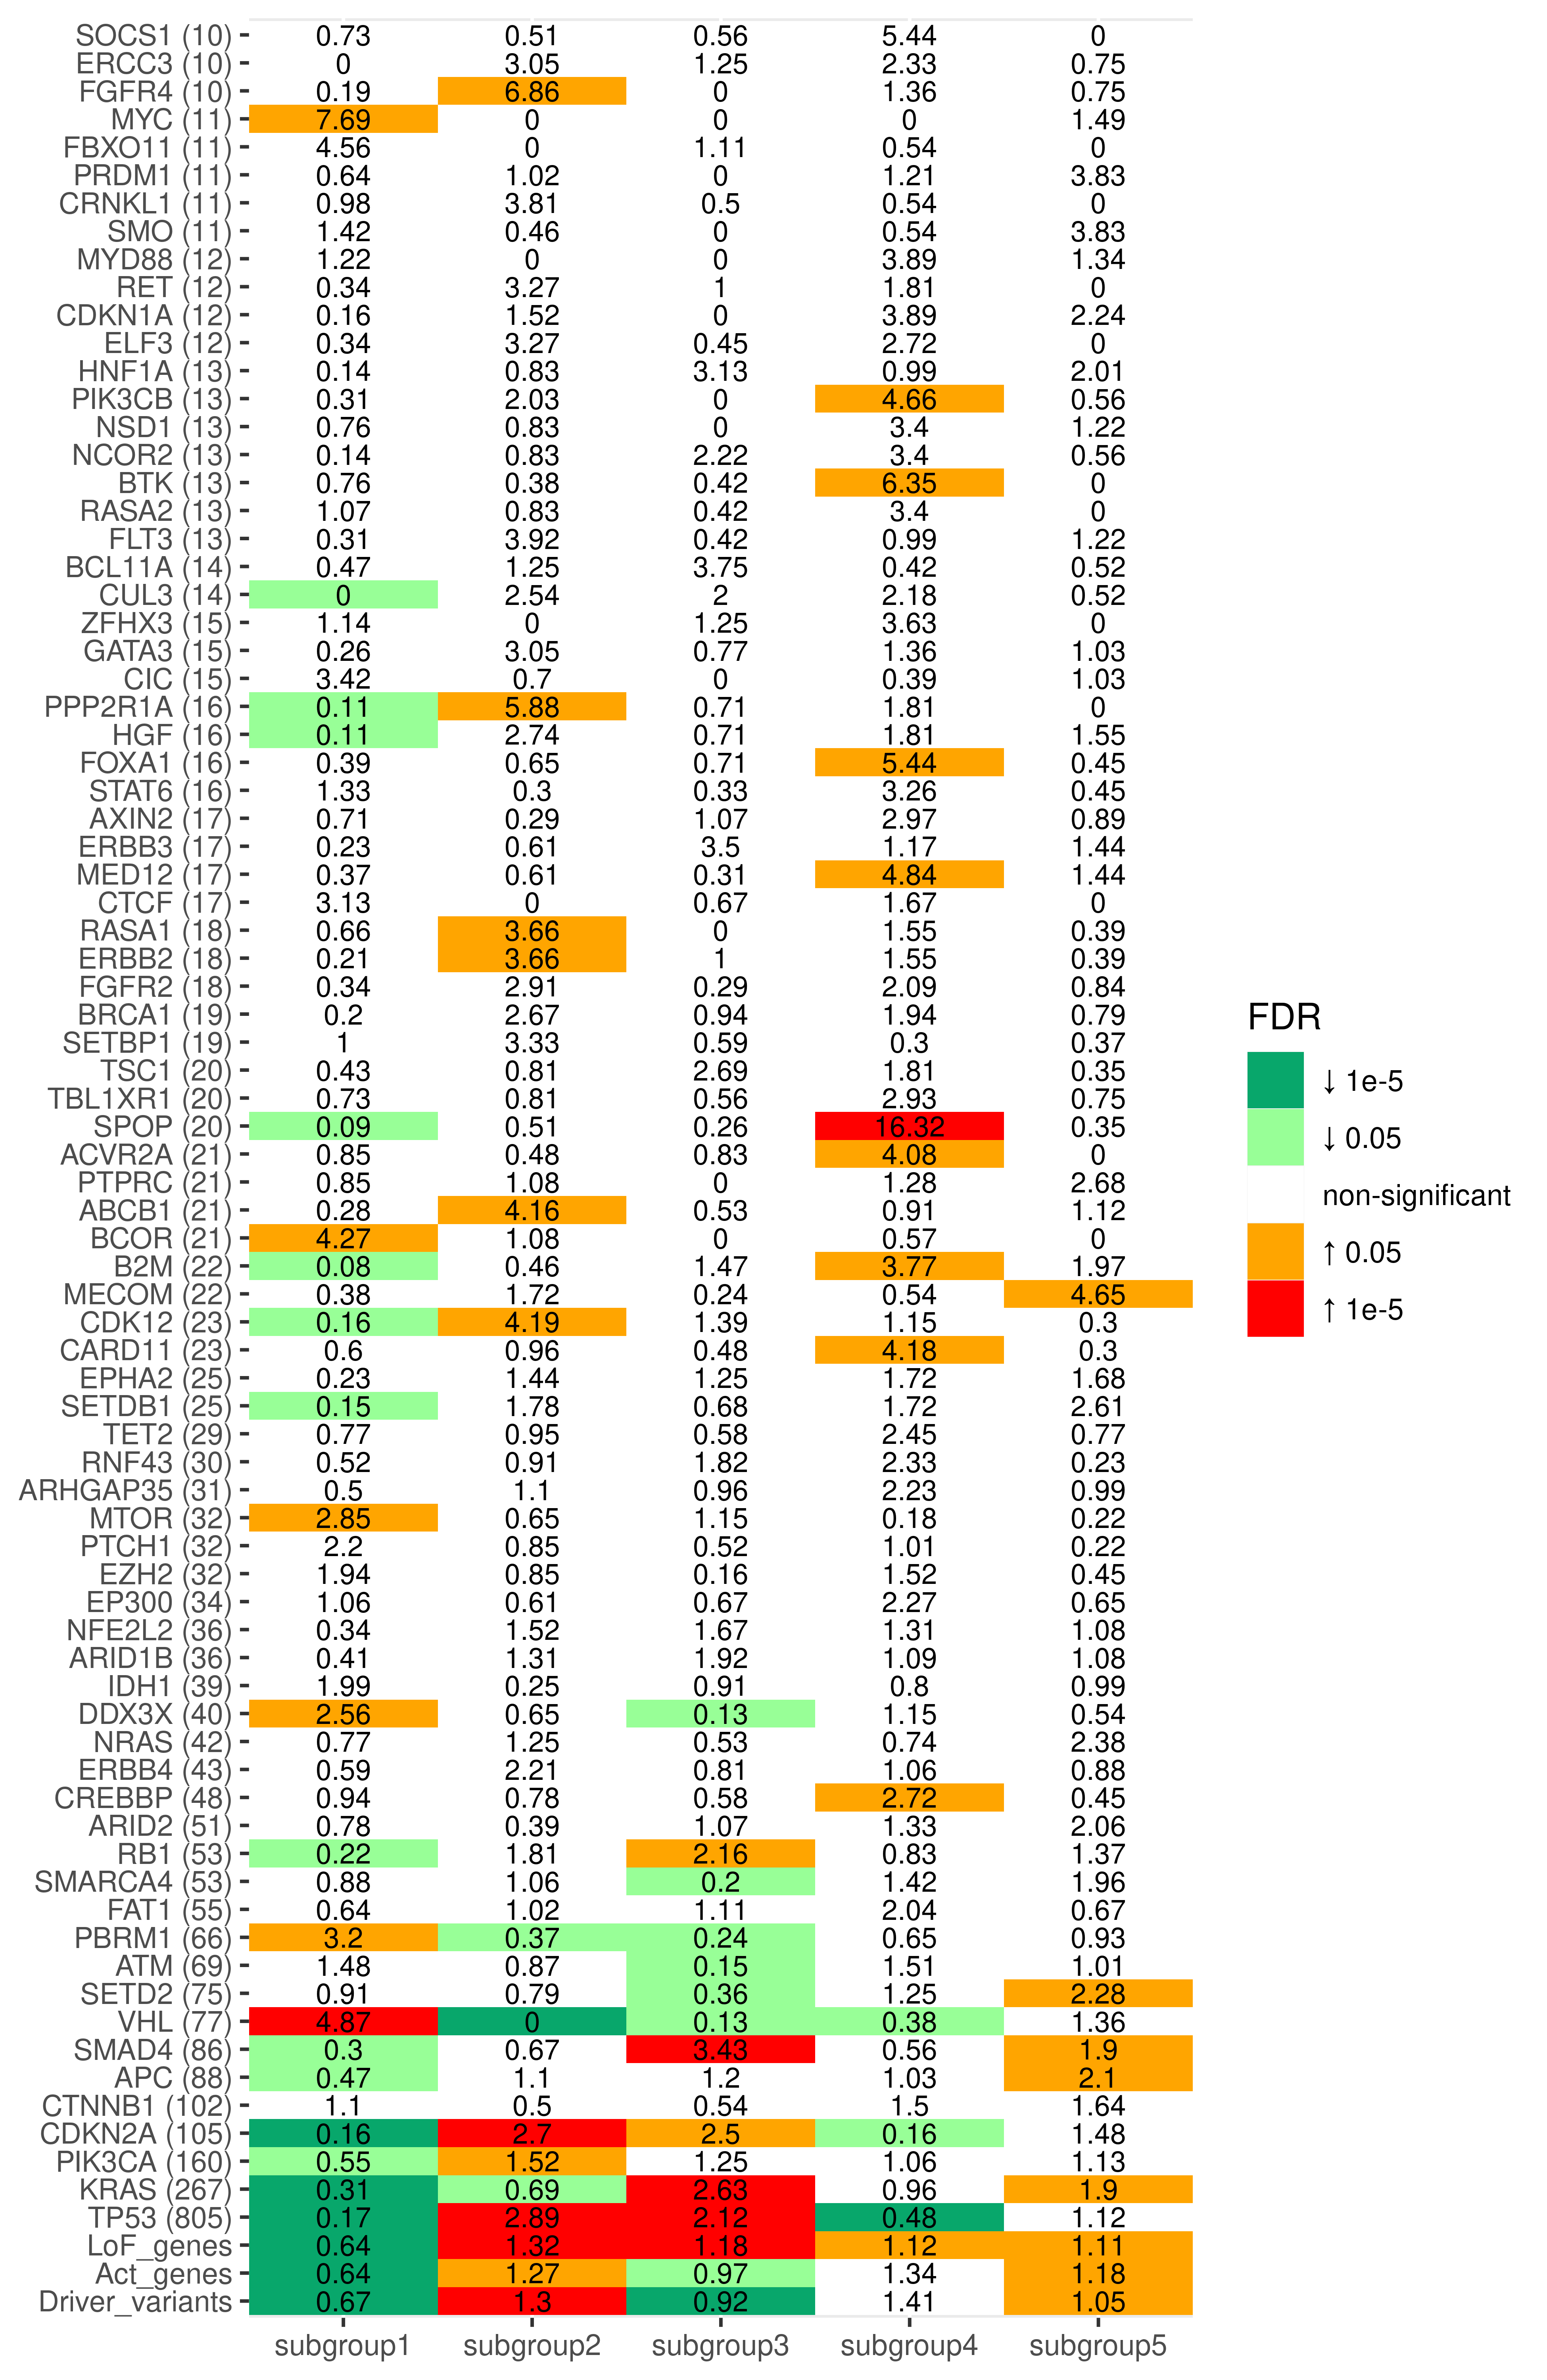 SOCS1 (10) 0.73 0.51 0.56 5.44 0
ERCC3 (10) 0 3.05 1.25 2.33 0.75
FGFR4 (10) 0.19 6.86 0 1.36 0.75
MYC (11) 7.69 0 0 0 1.49
FBXO11 (11) 4.56 0 1.11 0.54 0
PRDM1 (11) 0.64 1.02 0 1.21 3.83
CRNKL1 (11) 0.98 3.81 0.5 0.54 0
SMO (11) 1.42 0.46 0 0.54 3.83
MYD88 (12) 1.22 0 0 3.89 1.34
RET (12) 0.34 3.27 1 1.81 0
CDKN1A (12) 0.16 1.52 0 3.89 2.24
ELF3 (12) 0.34 3.27 0.45 2.72 0
HNF1A (13) 0.14 0.83 3.13 0.99 2.01
PIK3CB (13) 0.31 2.03 0 4.66 0.56
NSD1 (13) 0.76 0.83 0 3.4 1.22
NCOR2 (13) 0.14 0.83 2.22 3.4 0.56
BTK (13) 0.76 0.38 0.42 6.35 0
RASA2 (13) 1.07 0.83 0.42 3.4 0
FLT3 (13) 0.31 3.92 0.42 0.99 1.22
BCL11A (14) 0.47 1.25 3.75 0.42 0.52
CUL3 (14) 0 2.54 2 2.18 0.52
ZFHX3 (15) 1.14 0 1.25 3.63 0
GATA3 (15) 0.26 3.05 0.77 1.36 1.03
CIC (15) 3.42 0.7 0 0.39 1.03
PPP2R1A (16) 0.11 5.88 0.71 1.81 0
HGF (16) 0.11 2.74 0.71 1.81 1.55
FOXA1 (16) 0.39 0.65 0.71 5.44 0.45
STAT6 (16) 1.33 0.3 0.33 3.26 0.45
AXIN2 (17) 0.71 0.29 1.07 2.97 0.89
ERBB3 (17) 0.23 0.61 3.5 1.17 1.44
MED12 (17) 0.37 0.61 0.31 4.84 1.44
CTCF (17) 3.13 0 0.67 1.67 0
RASA1 (18) 0.66 3.66 0 1.55 0.39
ERBB2 (18) 0.21 3.66 1 1.55 0.39
FGFR2 (18) 0.34 2.91 0.29 2.09 0.84
BRCA1 (19) 0.2 2.67 0.94 1.94 0.79
SETBP1 (19) 1 3.33 0.59 0.3 0.37
TSC1 (20) 0.43 0.81 2.69 1.81 0.35
TBL1XR1 (20) 0.73 0.81 0.56 2.93 0.75
SPOP (20) 0.09 0.51 0.26 16.32 0.35
ACVR2A (21) 0.85 0.48 0.83 4.08 0
PTPRC (21) 0.85 1.08 0 1.28 2.68
ABCB1 (21) 0.28 4.16 0.53 0.91 1.12
BCOR (21) 4.27 1.08 0 0.57 0
B2M (22) 0.08 0.46 1.47 3.77 1.97
MECOM (22) 0.38 1.72 0.24 0.54 4.65
CDK12 (23) 0.16 4.19 1.39 1.15 0.3
CARD11 (23) 0.6 0.96 0.48 4.18 0.3
EPHA2 (25) 0.23 1.44 1.25 1.72 1.68
SETDB1 (25) 0.15 1.78 0.68 1.72 2.61
TET2 (29) 0.77 0.95 0.58 2.45 0.77
RNF43 (30) 0.52 0.91 1.82 2.33 0.23
ARHGAP35 (31) 0.5 1.1 0.96 2.23 0.99
MTOR (32) 2.85 0.65 1.15 0.18 0.22
PTCH1 (32) 2.2 0.85 0.52 1.01 0.22
EZH2 (32) 1.94 0.85 0.16 1.52 0.45
EP300 (34) 1.06 0.61 0.67 2.27 0.65
NFE2L2 (36) 0.34 1.52 1.67 1.31 1.08
ARID1B (36) 0.41 1.31 1.92 1.09 1.08
IDH1 (39) 1.99 0.25 0.91 0.8 0.99
DDX3X (40) 2.56 0.65 0.13 1.15 0.54
NRAS (42) 0.77 1.25 0.53 0.74 2.38
ERBB4 (43) 0.59 2.21 0.81 1.06 0.88
CREBBP (48) 0.94 0.78 0.58 2.72 0.45
ARID2 (51) 0.78 0.39 1.07 1.33 2.06
RB1 (53) 0.22 1.81 2.16 0.83 1.37
SMARCA4 (53) 0.88 1.06 0.2 1.42 1.96
FAT1 (55) 0.64 1.02 1.11 2.04 0.67
PBRM1 (66) 3.2 0.37 0.24 0.65 0.93
ATM (69) 1.48 0.87 0.15 1.51 1.01
SETD2 (75) 0.91 0.79 0.36 1.25 2.28
VHL (77) 4.87 0 0.13 0.38 1.36
SMAD4 (86) 0.3 0.67 3.43 0.56 1.9
APC (88) 0.47 1.1 1.2 1.03 2.1
CTNNB1 (102) 1.1 0.5 0.54 1.5 1.64
CDKN2A (105) 0.16 2.7 2.5 0.16 1.48
PIK3CA (160) 0.55 1.52 1.25 1.06 1.13
KRAS (267) 0.31 0.69 2.63 0.96 1.9
TP53 (805) 0.17 2.89 2.12 0.48 1.12
LoF_genes 0.64 1.32 1.18 1.12 1.11
Act_genes 0.64 1.27 0.97 1.34 1.18
Driver_variants 0.67 1.3 0.92 1.41 1.05
subgroup1 subgroup2 subgroup3 subgroup4 subgroup5
FDR
↓ 1e-5
↓ 0.05
non-significant
↑ 0.05
↑ 1e-5